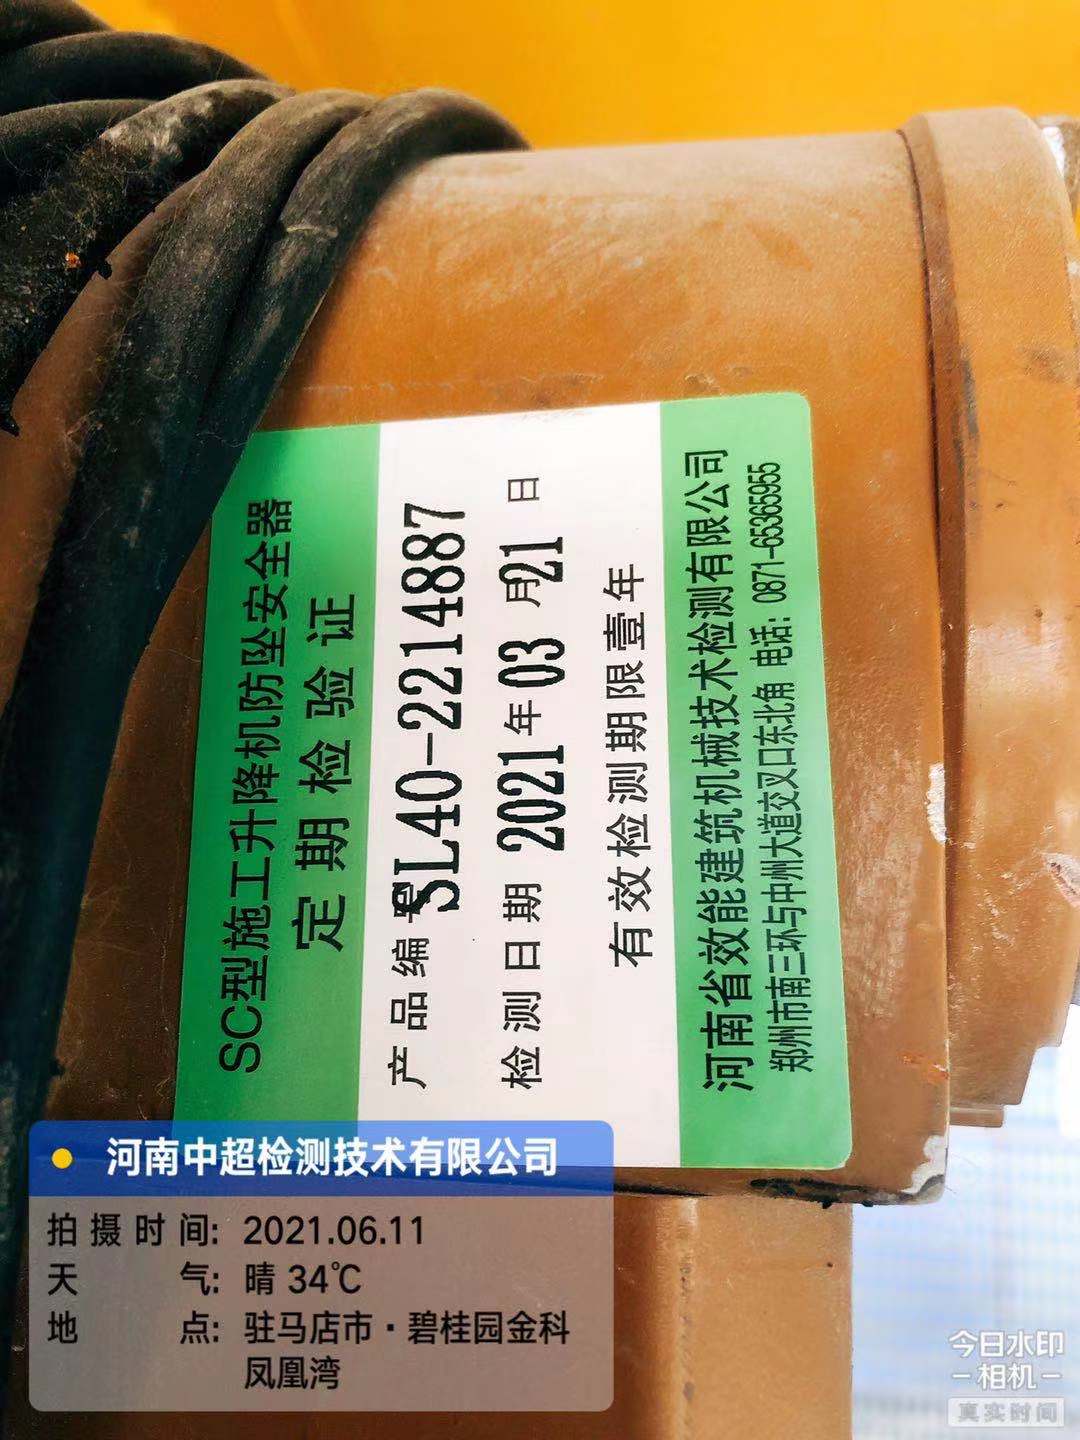 SC型施工升降机防坠安全器
定期检验证
产品编号SL40-2214887
检测日期 2021年03月21日
有效检测期限壹年
河南省效能建筑机械技术检测有限公司
郑州市南三环与中州大道交叉口东北角 电话：0871-65365955
河南中超检测技术有限公司
拍摄时间：2021.06.11
天气：晴 34℃
地点：驻马店市·碧桂园金科
凤凰湾
今日水印
相机
真实时间